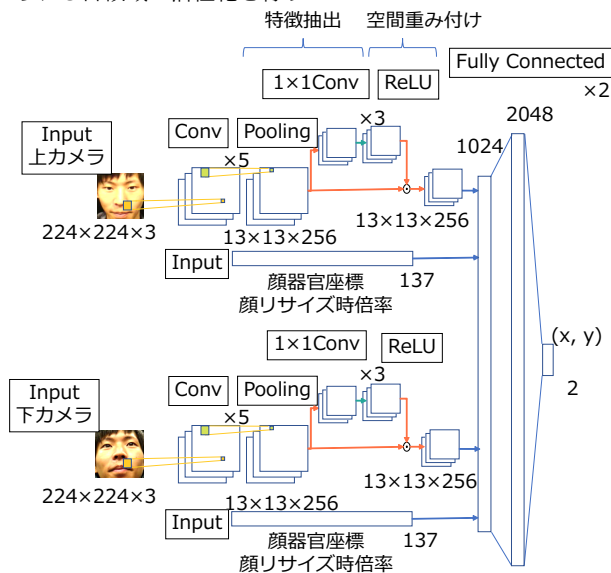 特徴抽出
空間重み付け
1×1Conv
ReLU
Fully Connected
×2
×3
2048
Input
上カメラ
Conv
Pooling
×5
1024
224×224×3
13×13×256
13×13×256
Input
137
顔器官座標
顔リサイズ時倍率
1×1Conv
ReLU
(x, y)
×3
2
Input
下カメラ
Conv
Pooling
×5
224×224×3
13×13×256
13×13×256
Input
137
顔器官座標
顔リサイズ時倍率